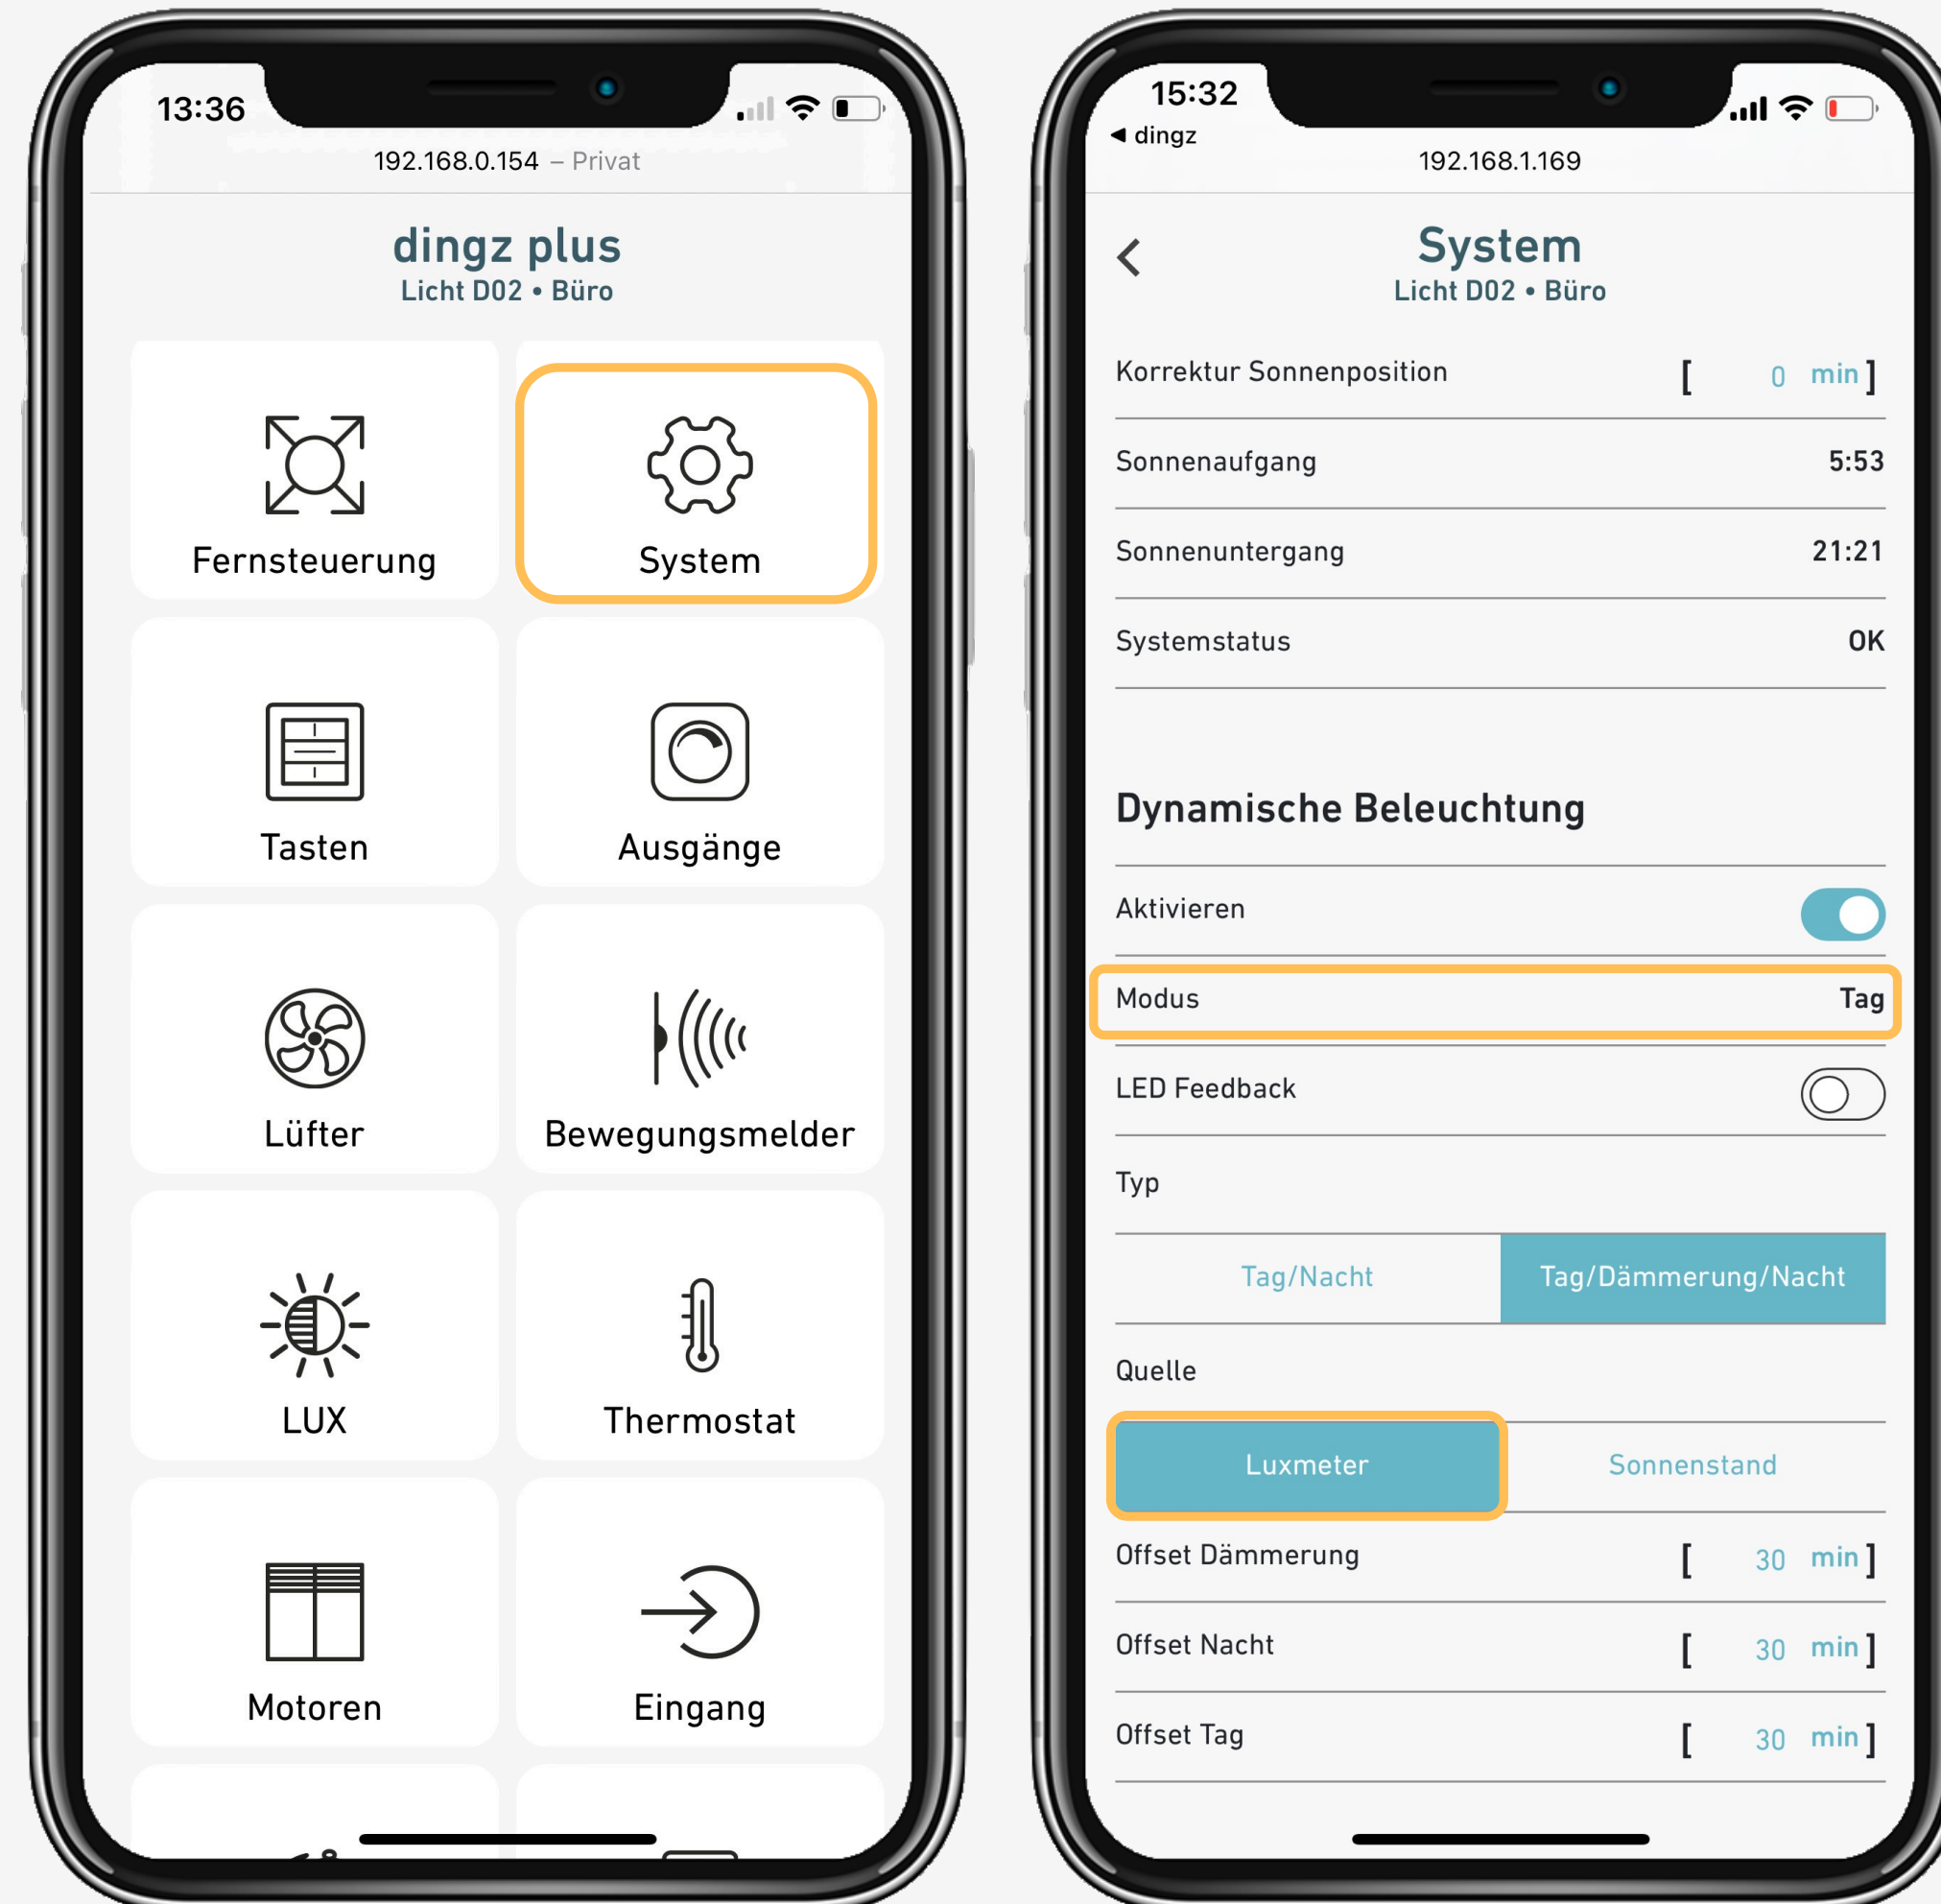 13:36
192.168.0.154 – Privat
dingz plus
Licht D02 • Büro
Fernsteuerung
System
Tasten
Ausgänge
Lüfter
Bewegungsmelder
LUX
Thermostat
Motoren
Eingang
15:32
◀ dingz
192.168.1.169
System
Licht D02 • Büro
Korrektur Sonnenposition [ 0 min ]
Sonnenaufgang 5:53
Sonnenuntergang 21:21
Systemstatus OK
Dynamische Beleuchtung
Aktivieren
Modus Tag
LED Feedback
Typ
Tag/Nacht Tag/Dämmerung/Nacht
Quelle
Luxmeter Sonnenstand
Offset Dämmerung [ 30 min ]
Offset Nacht [ 30 min ]
Offset Tag [ 30 min ]